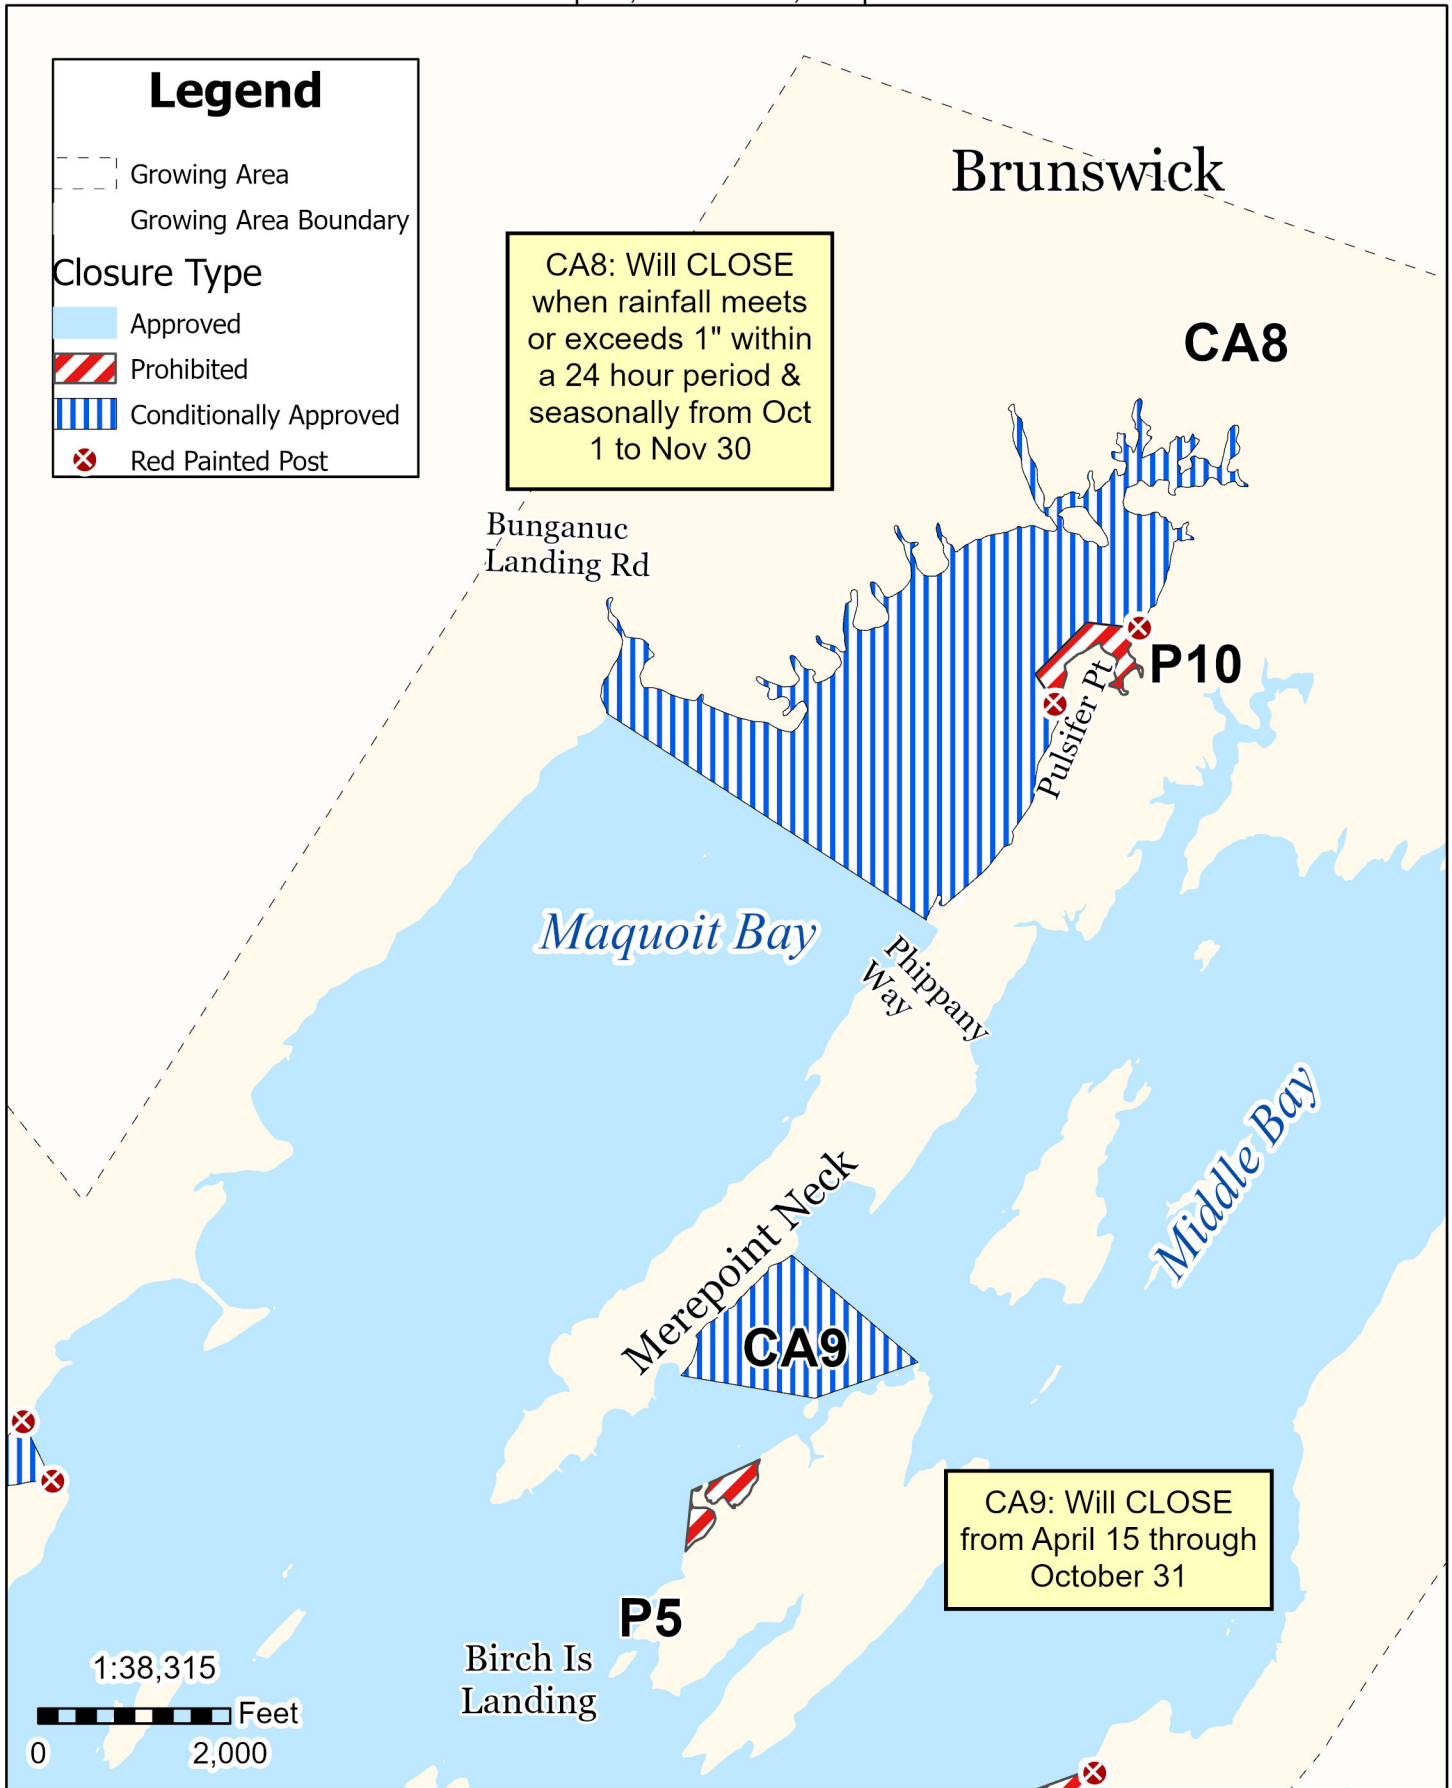 Legend
Growing Area
Growing Area Boundary
Closure Type
Approved
Prohibited
Conditionally Approved
Red Painted Post
Brunswick
CA8: Will CLOSE
when rainfall meets
or exceeds 1" within
a 24 hour period &
seasonally from Oct
1 to Nov 30
CA8
Bunganuc
Landing Rd
P10
Pulsifer Pt
Maquoit Bay
Phippany
Way
Middle Bay
Merepoint Neck
CA9
CA9: Will CLOSE
from April 15 through
October 31
P5
Birch Is
Landing
1:38,315
Feet
0 2,000